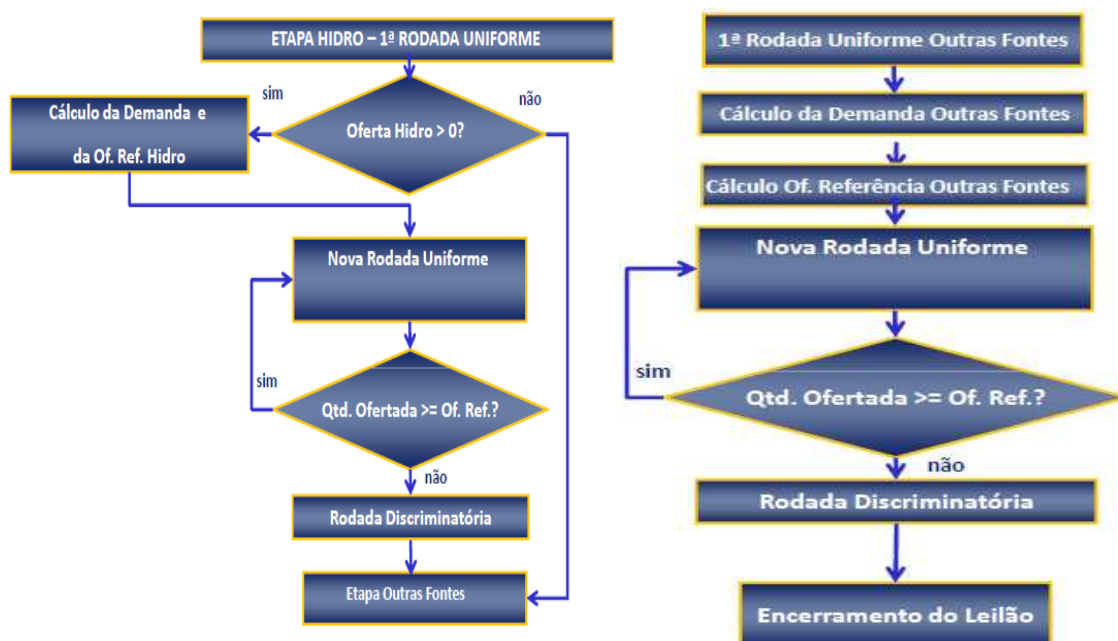 ETAPA HIDRO – 1ª RODADA UNIFORME
sim
não
Oferta Hidro > 0?
Cálculo da Demanda e
da Of. Ref. Hidro
Nova Rodada Uniforme
sim
Qtd. Ofertada >= Of. Ref.?
não
Rodada Discriminatória
Etapa Outras Fontes
1ª Rodada Uniforme Outras Fontes
Cálculo da Demanda Outras Fontes
Cálculo Of. Referência Outras Fontes
Nova Rodada Uniforme
sim
Qtd. Ofertada >= Of. Ref.?
não
Rodada Discriminatória
Encerramento do Leilão